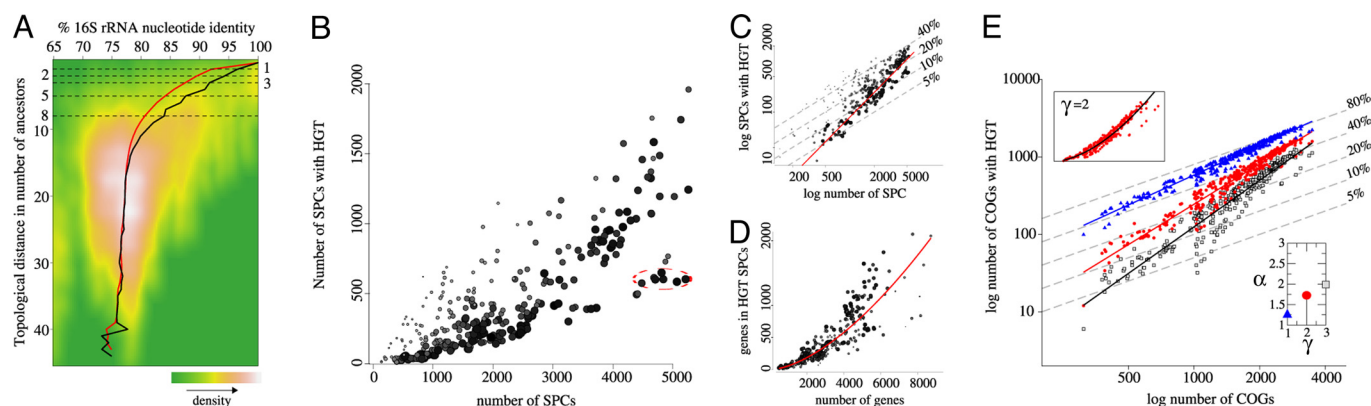 A
% 16S rRNA nucleotide identity
65 70 75 80 85 90 95 100
1
2
3
5
8
10
20
30
40
Topological distance in number of ancestors
density
B
Number of SPCs with HGT
2000
1500
1000
500
0
0 1000 2000 3000 4000 5000
number of SPCs
C
log SPCs with HGT
2000
500
100
10
40%
20%
10%
5%
200 500 2000 5000
log number of SPC
D
genes in HGT SPCs
2000
1000
500
0
2000 4000 6000 8000
number of genes
E
log number of COGs with HGT
10000
1000
100
10
γ=2
80%
40%
20%
10%
5%
α
3
2.5
2
1.5
1
1 2 3
γ
500 1000 2000 4000
log number of COGs